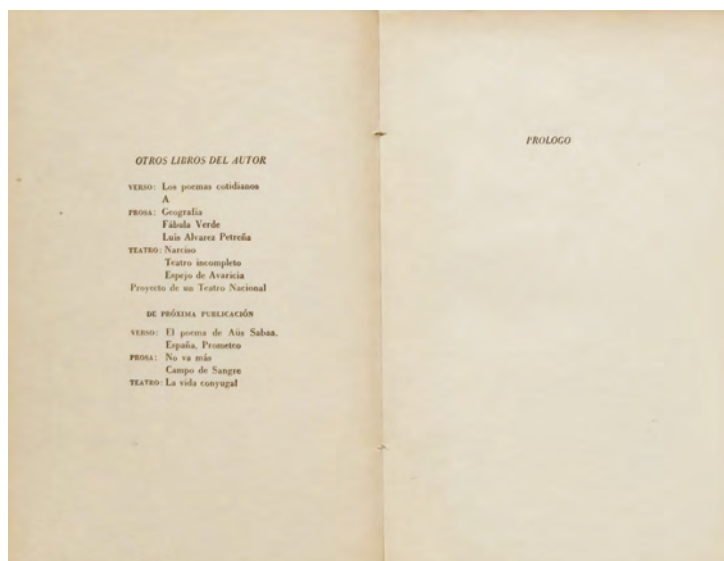 OTROS LIBROS DEL AUTOR
VERSO: Los poemas cotidianos
A
PROSA: Geografía
Fábula Verde
Luis Alvarez Petreña
TEATRO: Narciso
Teatro incompleto
Espejo de Avaricia
Proyecto de un Teatro Nacional
DE PRÓXIMA PUBLICACIÓN
VERSO: El poema de Aüs Sabaa.
España, Prometeo
PROSA: No va más
Campo de Sangre
TEATRO: La vida conyugal
PROLOGO